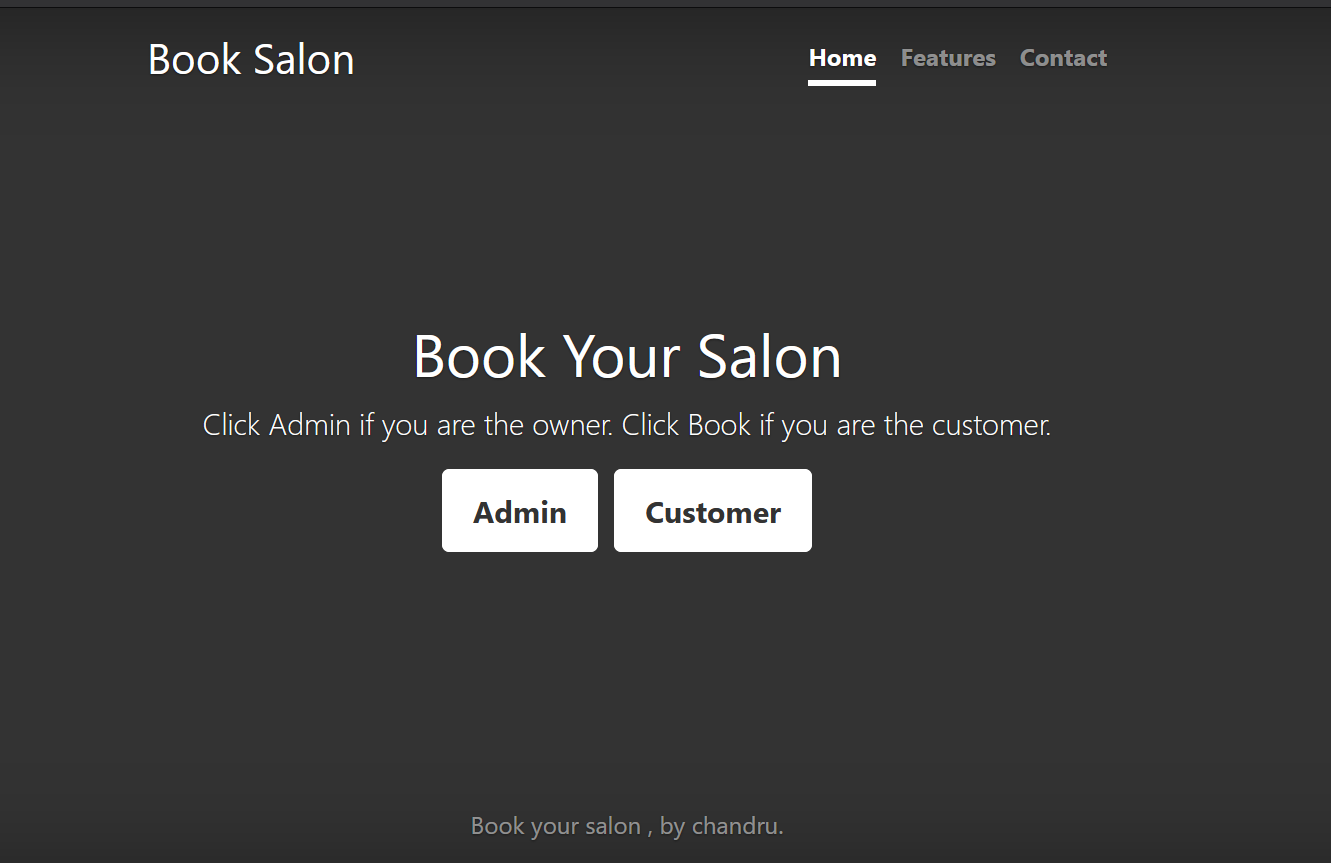 Book Salon
Home Features Contact
Book Your Salon
Click Admin if you are the owner. Click Book if you are the customer.
Admin Customer
Book your salon , by chandru.